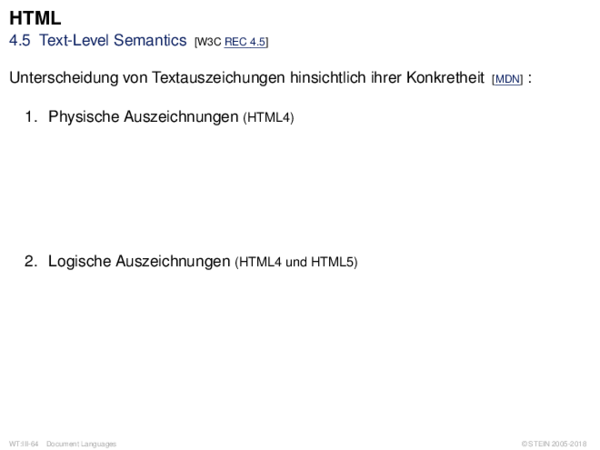 HTML
4.5 Text-Level Semantics [W3C REC 4.5]
Unterscheidung von Textauszeichungen hinsichtlich ihrer Konkretheit [MDN] :
1. Physische Auszeichnungen (HTML4)
2. Logische Auszeichnungen (HTML4 und HTML5)
WT:III-64 Document Languages
© STEIN 2005-2018